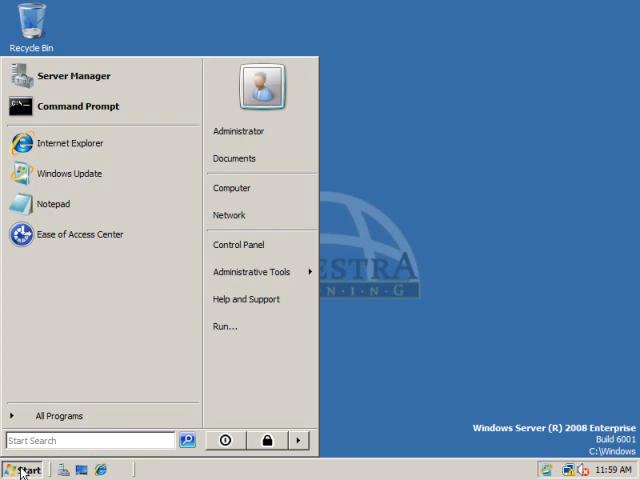 Recycle Bin
Server Manager
Command Prompt
Internet Explorer
Windows Update
Notepad
Ease of Access Center
All Programs
Start Search
Administrator
Documents
Computer
Network
Control Panel
Administrative Tools
Help and Support
Run...
N·I·N·G
Windows Server (R) 2008 Enterprise
Build 6001
C:\Windows
Start
11:59 AM